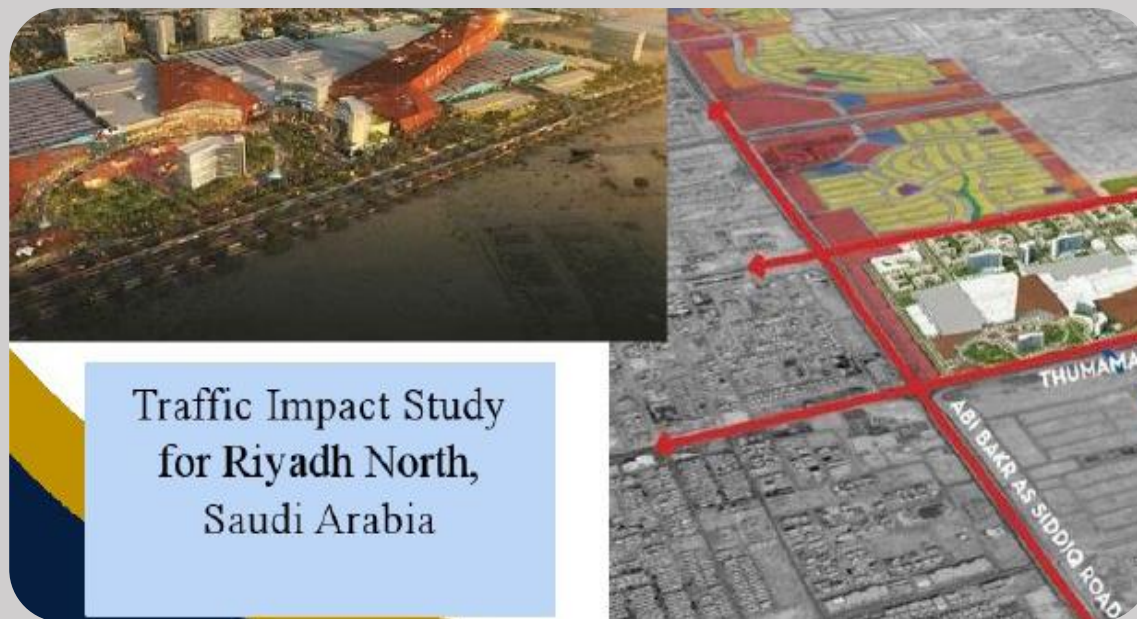 Traffic Impact Study
for Riyadh North,
Saudi Arabia
THUMAMA
ABI BAKR AS SIDDIQ ROAD